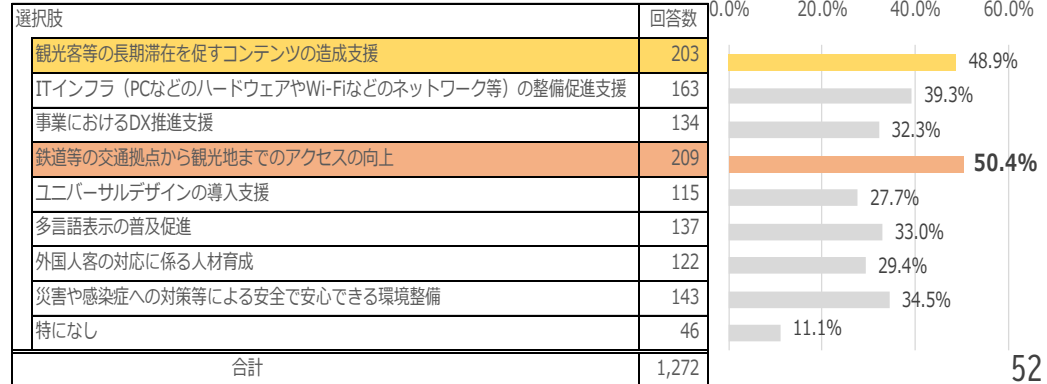 選択肢 回答数 0.0% 20.0% 40.0% 60.0%
観光客等の長期滞在を促すコンテンツの造成支援 203 48.9%
ITインフラ（PCなどのハードウェアやWi-Fiなどのネットワーク等）の整備促進支援 163 39.3%
事業におけるDX推進支援 134 32.3%
鉄道等の交通拠点から観光地までのアクセスの向上 209 50.4%
ユニバーサルデザインの導入支援 115 27.7%
多言語表示の普及促進 137 33.0%
外国人客の対応に係る人材育成 122 29.4%
災害や感染症への対策等による安全で安心できる環境整備 143 34.5%
特になし 46 11.1%
合計 1,272
52